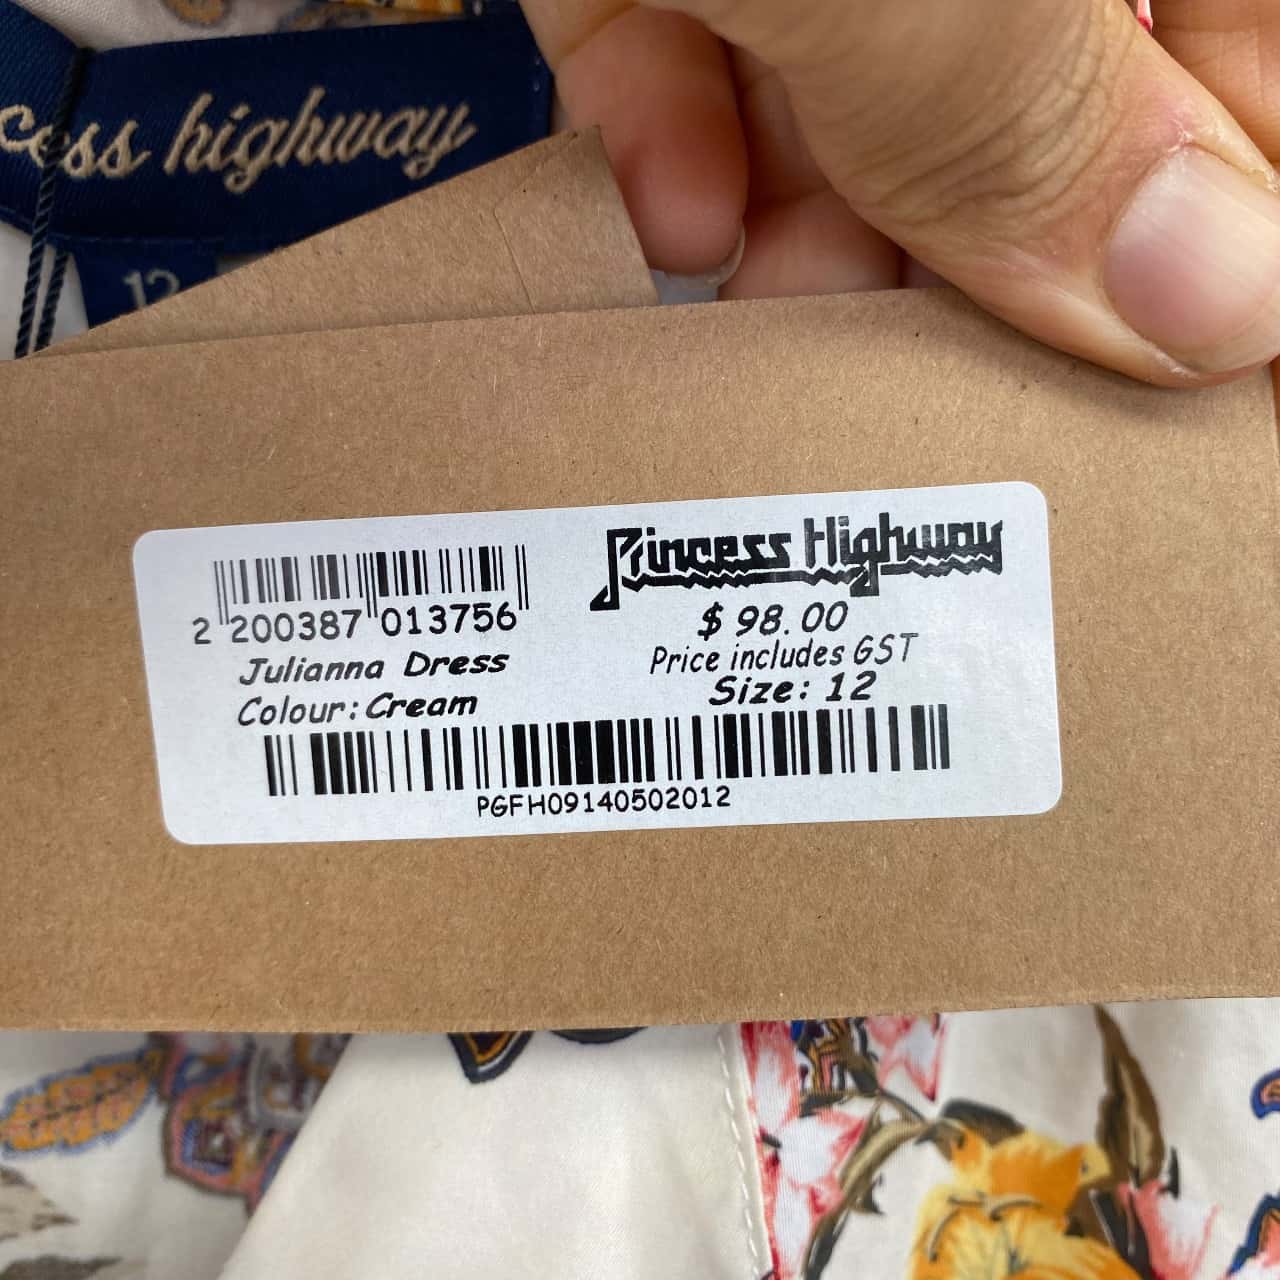 cess highway
12
Princess Highway
2 200387 013756
$ 98.00
Julianna Dress
Price includes GST
Colour: Cream
Size: 12
PGFH09140502012